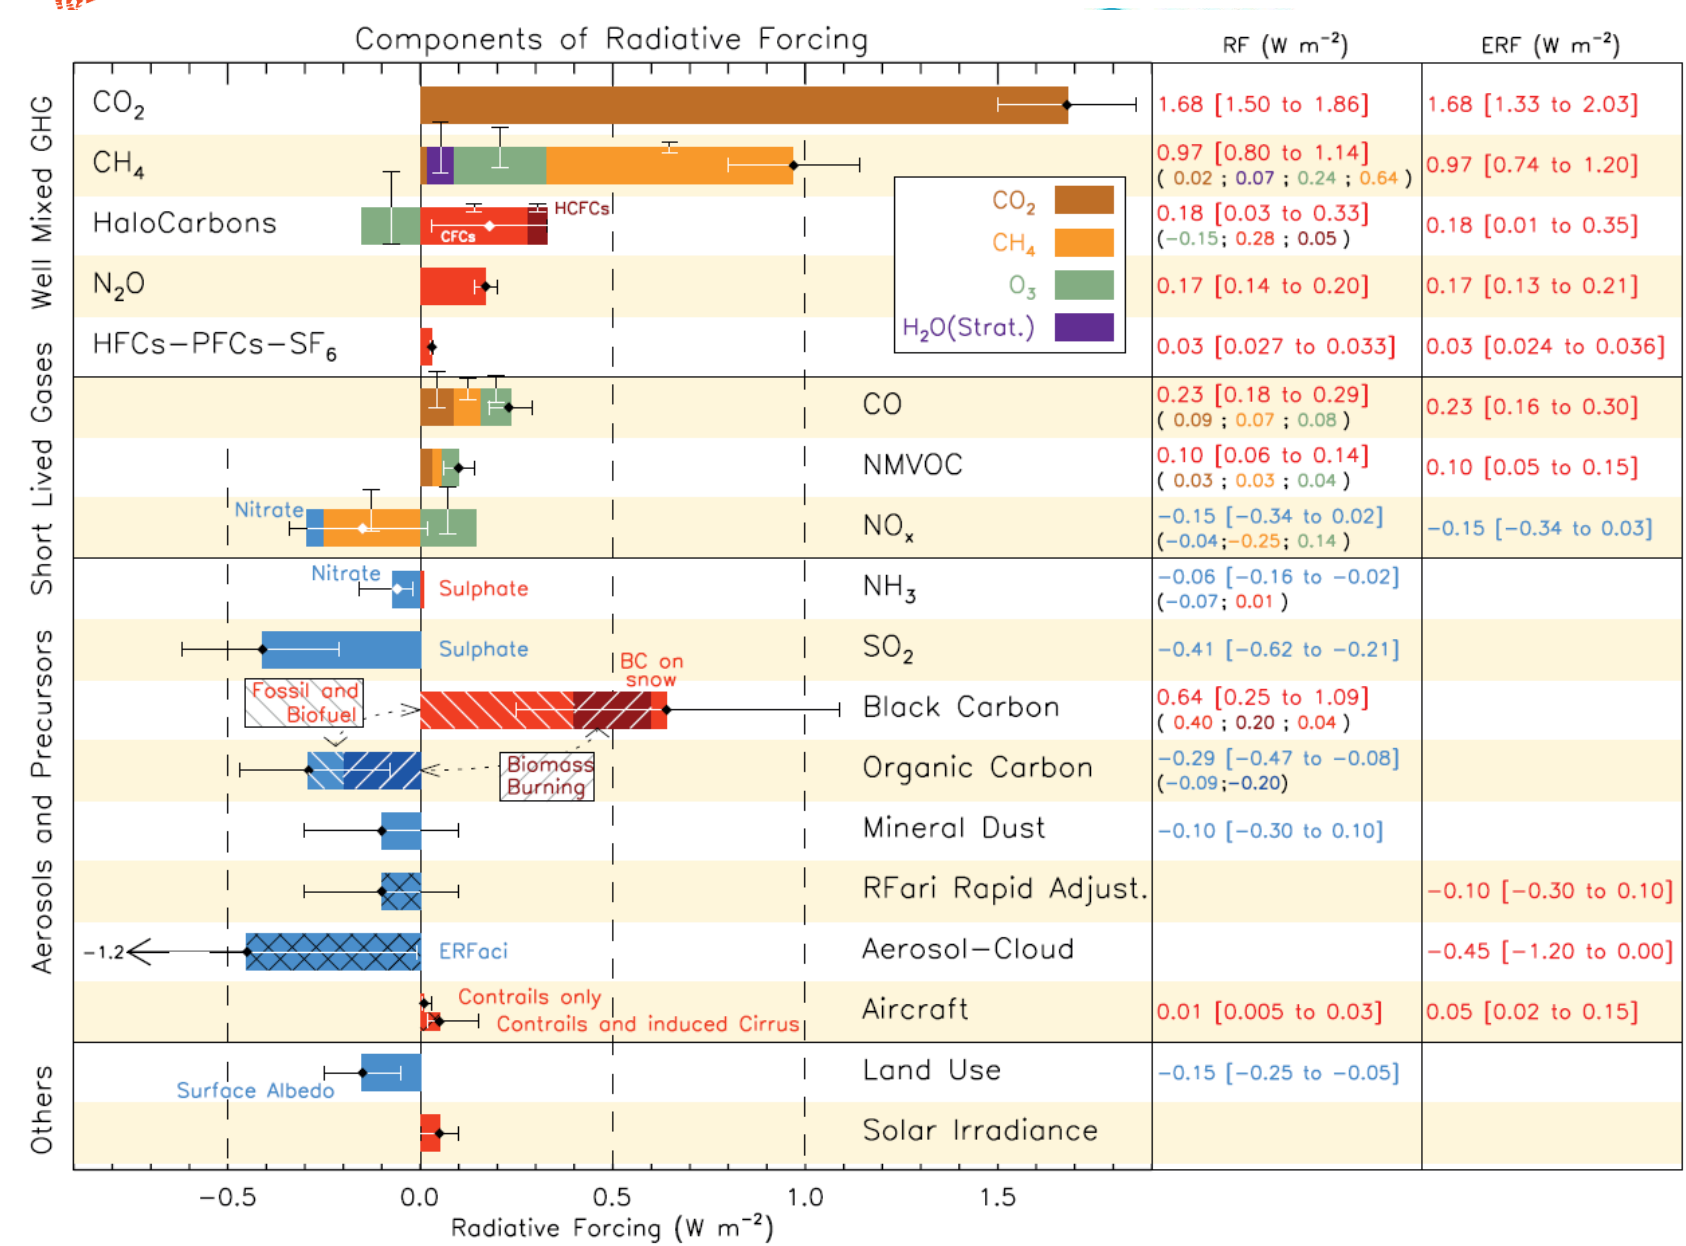 Components of Radiative Forcing
RF (W m⁻²)
ERF (W m⁻²)
Well Mixed GHG
CO₂
1.68 [1.50 to 1.86]
1.68 [1.33 to 2.03]
CH₄
0.97 [0.80 to 1.14]
( 0.02 ; 0.07 ; 0.24 ; 0.64 )
0.97 [0.74 to 1.20]
HaloCarbons
CFCs
HCFCs
0.18 [0.03 to 0.33]
(−0.15; 0.28 ; 0.05 )
0.18 [0.01 to 0.35]
N₂O
0.17 [0.14 to 0.20]
0.17 [0.13 to 0.21]
HFCs−PFCs−SF₆
0.03 [0.027 to 0.033]
0.03 [0.024 to 0.036]
CO₂
CH₄
O₃
H₂O(Strat.)
Short Lived Gases
CO
0.23 [0.18 to 0.29]
( 0.09 ; 0.07 ; 0.08 )
0.23 [0.16 to 0.30]
NMVOC
0.10 [0.06 to 0.14]
( 0.03 ; 0.03 ; 0.04 )
0.10 [0.05 to 0.15]
Nitrate
NOₓ
−0.15 [−0.34 to 0.02]
(−0.04;−0.25; 0.14 )
−0.15 [−0.34 to 0.03]
Aerosols and Precursors
Nitrate
Sulphate
NH₃
−0.06 [−0.16 to −0.02]
(−0.07; 0.01 )
Sulphate
SO₂
−0.41 [−0.62 to −0.21]
Fossil and
Biofuel
BC on
snow
Black Carbon
0.64 [0.25 to 1.09]
( 0.40 ; 0.20 ; 0.04 )
Biomass
Burning
Organic Carbon
−0.29 [−0.47 to −0.08]
(−0.09;−0.20)
Mineral Dust
−0.10 [−0.30 to 0.10]
RFari Rapid Adjust.
−0.10 [−0.30 to 0.10]
−1.2
ERFaci
Aerosol−Cloud
−0.45 [−1.20 to 0.00]
Contrails only
Contrails and induced Cirrus
Aircraft
0.01 [0.005 to 0.03]
0.05 [0.02 to 0.15]
Others
Surface Albedo
Land Use
−0.15 [−0.25 to −0.05]
Solar Irradiance
−0.5 0.0 0.5 1.0 1.5
Radiative Forcing (W m⁻²)